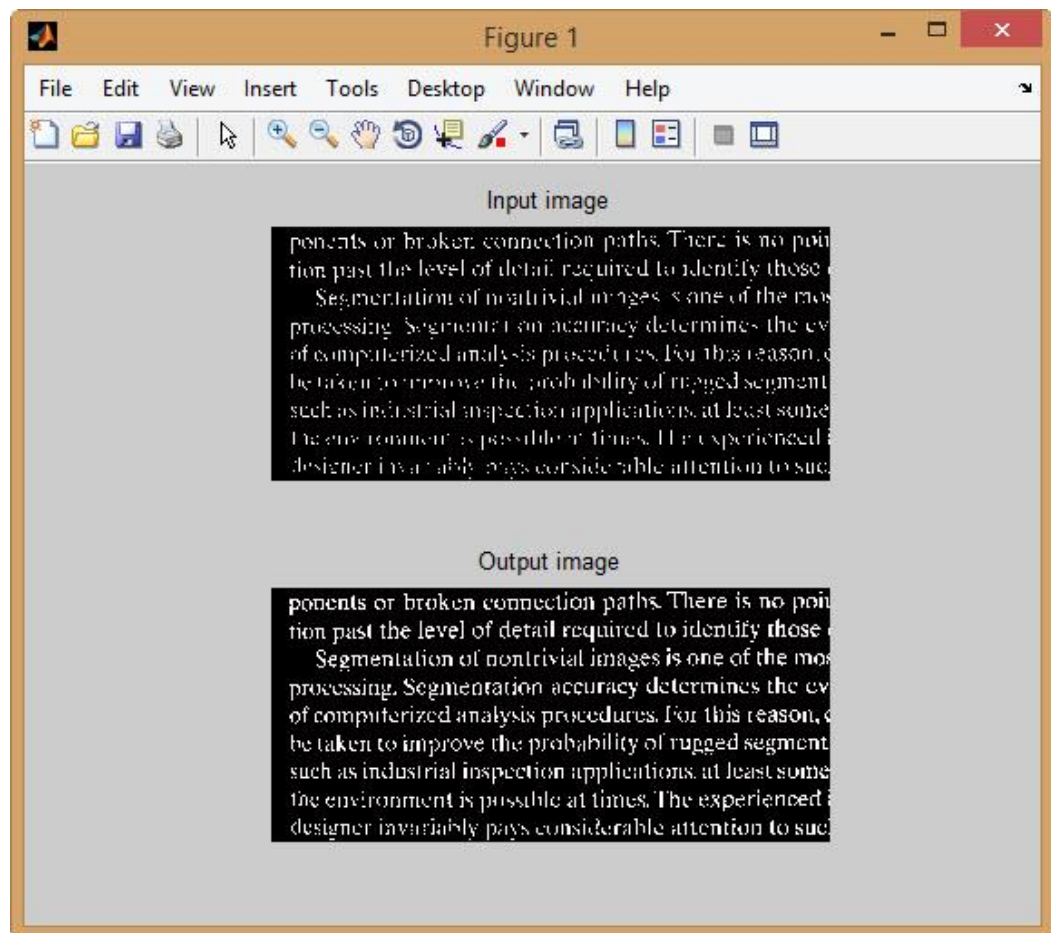 Figure 1
File Edit View Insert Tools Desktop Window Help
Input image
ponents or broken connection paths. There is no poin
tion past the level of detail required to identify those
Segmentation of nontrivial images is one of the mos
processing. Segmentation accuracy determines the ev
of computerized analysis procedures. For this reason,
be taken to improve the probability of rugged segment
such as industrial inspection applications, at least some
the environment is possible at times. The experienced
designer invariably pays considerable attention to suc
Output image
ponents or broken connection paths. There is no poin
tion past the level of detail required to identify those
Segmentation of nontrivial images is one of the mos
processing. Segmentation accuracy determines the ev
of computerized analysis procedures. For this reason,
be taken to improve the probability of rugged segment
such as industrial inspection applications, at least some
the environment is possible at times. The experienced
designer invariably pays considerable attention to suc